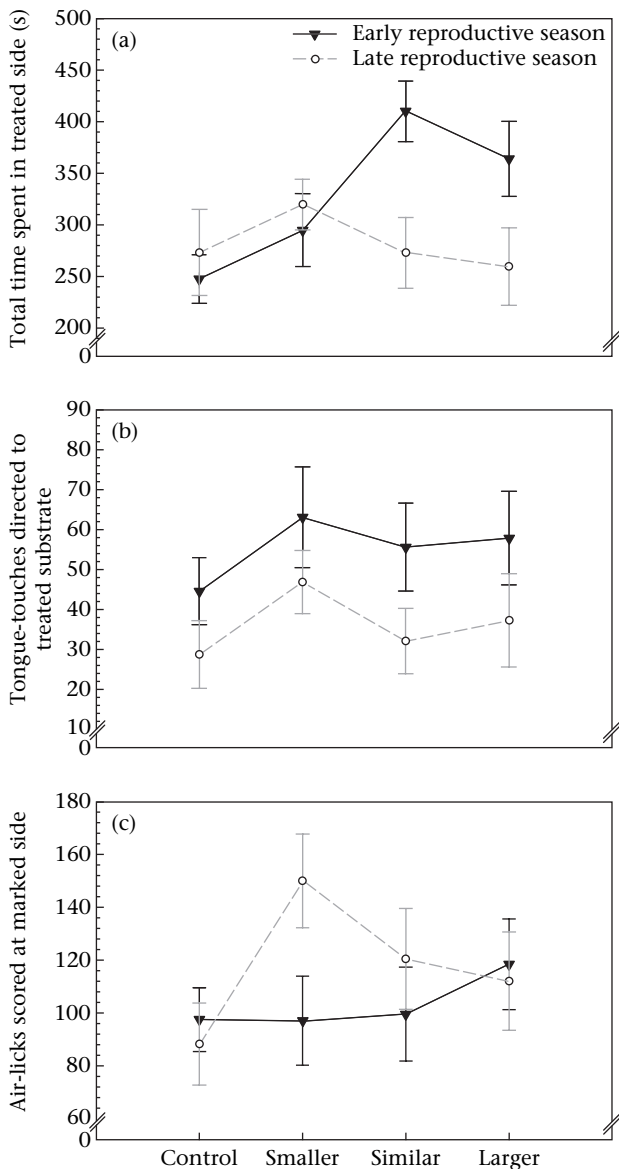 Total time spent in treated side (s)
500
450
400
350
300
250
200
0
(a)
Early reproductive season
Late reproductive season
Tongue-touches directed to
treated substrate
90
80
70
60
50
40
30
20
10
0
(b)
Air-licks scored at marked side
180
160
140
120
100
80
60
0
(c)
Control Smaller Similar Larger